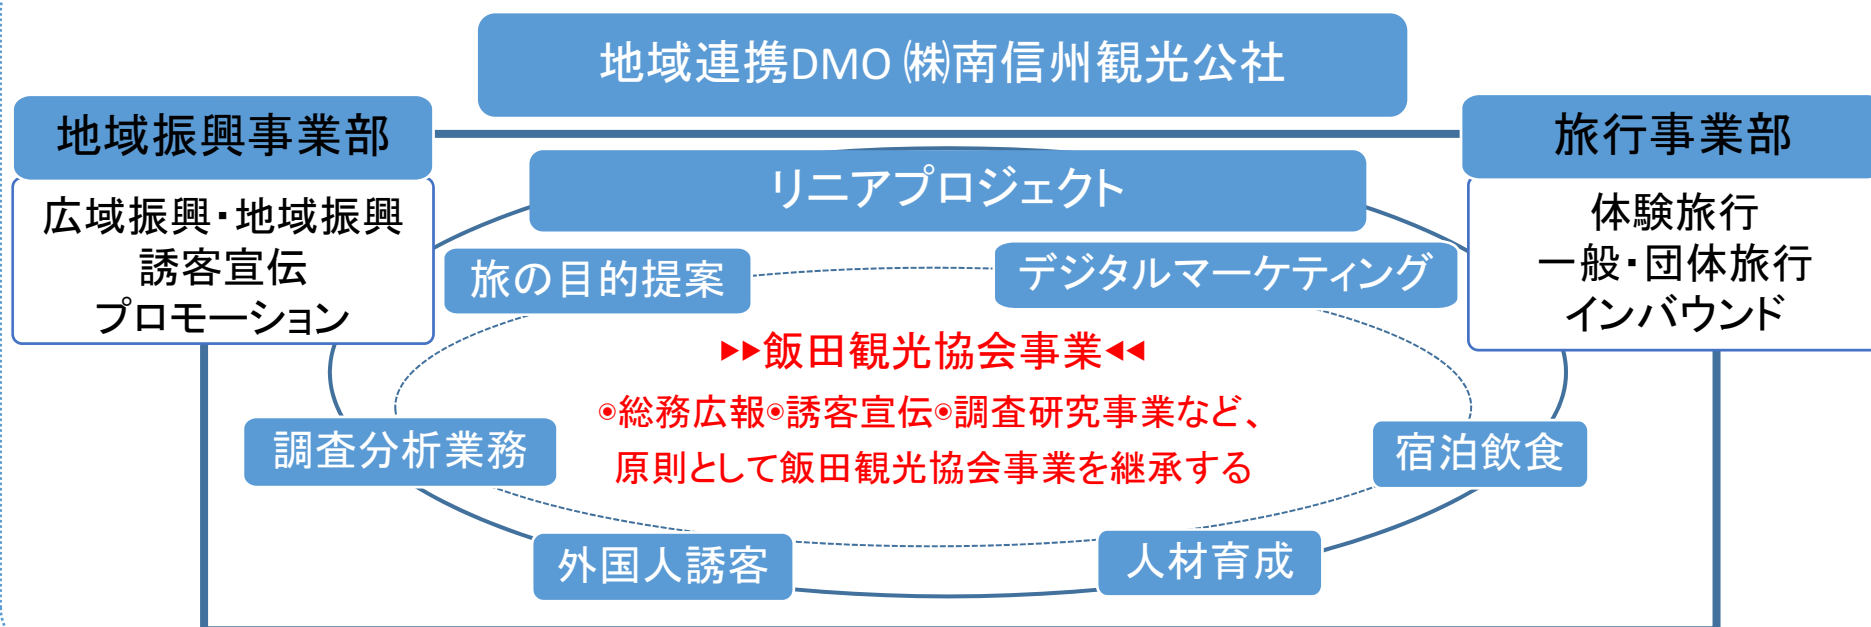 地域連携DMO ㈱南信州観光公社
地域振興事業部
広域振興・地域振興
誘客宣伝
プロモーション
旅行事業部
体験旅行
一般・団体旅行
インバウンド
リニアプロジェクト
旅の目的提案
デジタルマーケティング
▶▶飯田観光協会事業◀◀
◉総務広報◉誘客宣伝◉調査研究事業など、
原則として飯田観光協会事業を継承する
調査分析業務
宿泊飲食
外国人誘客
人材育成